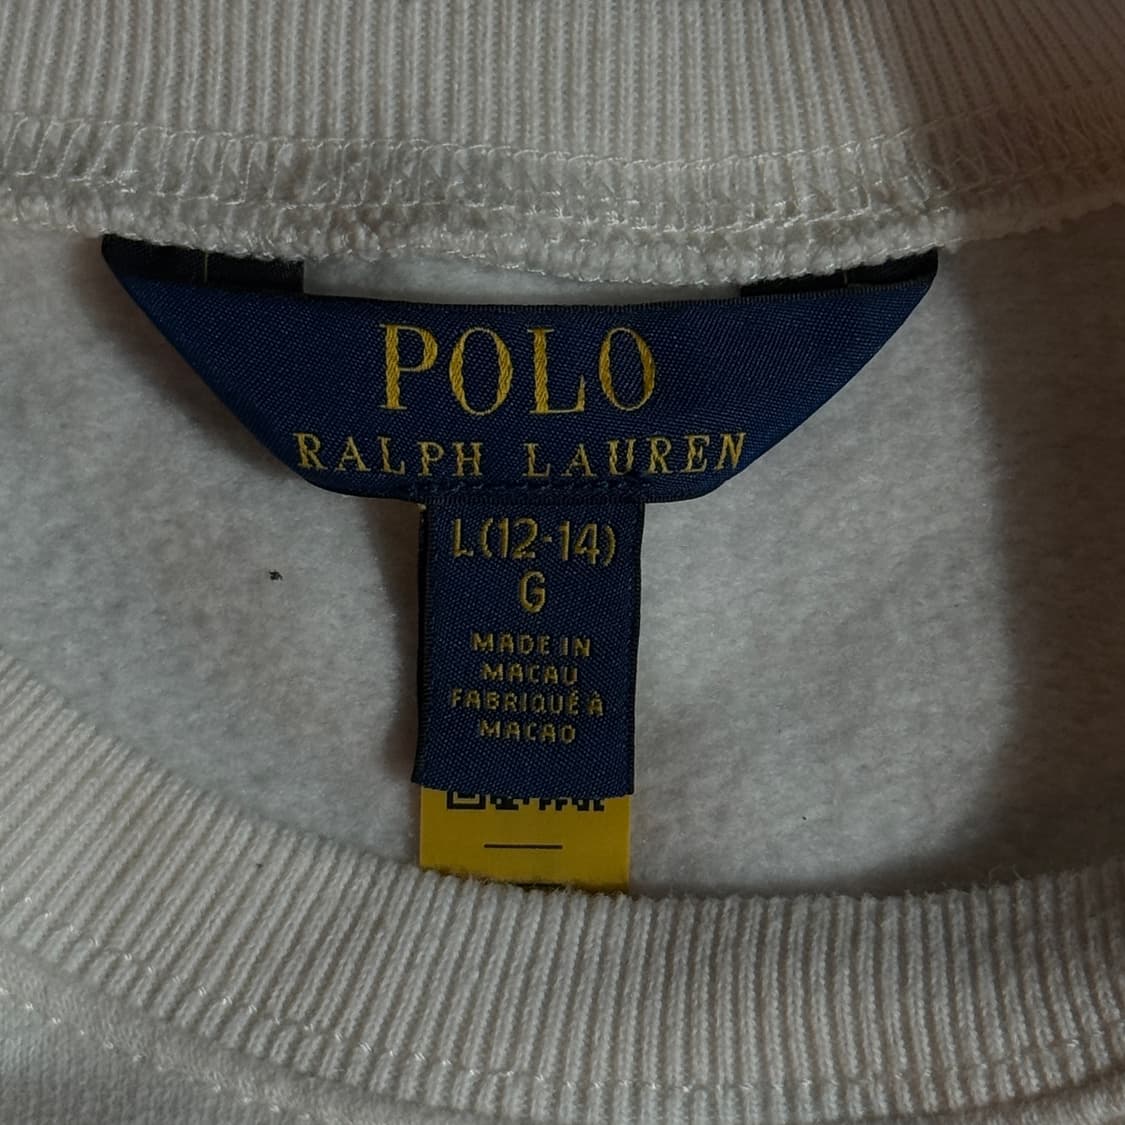 POLO
RALPH LAUREN
L(12-14)
G
MADE IN
MACAU
FABRIQUÉ À
MACAO